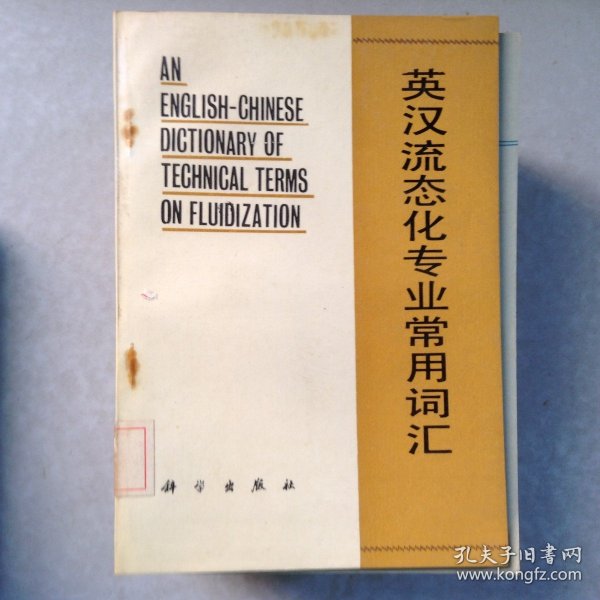 AN
ENGLISH-CHINESE
DICTIONARY OF
TECHNICAL TERMS
ON FLUIDIZATION
英汉流态化专业常用词汇
科学出版社
孔夫子旧书网
www.kongfz.com